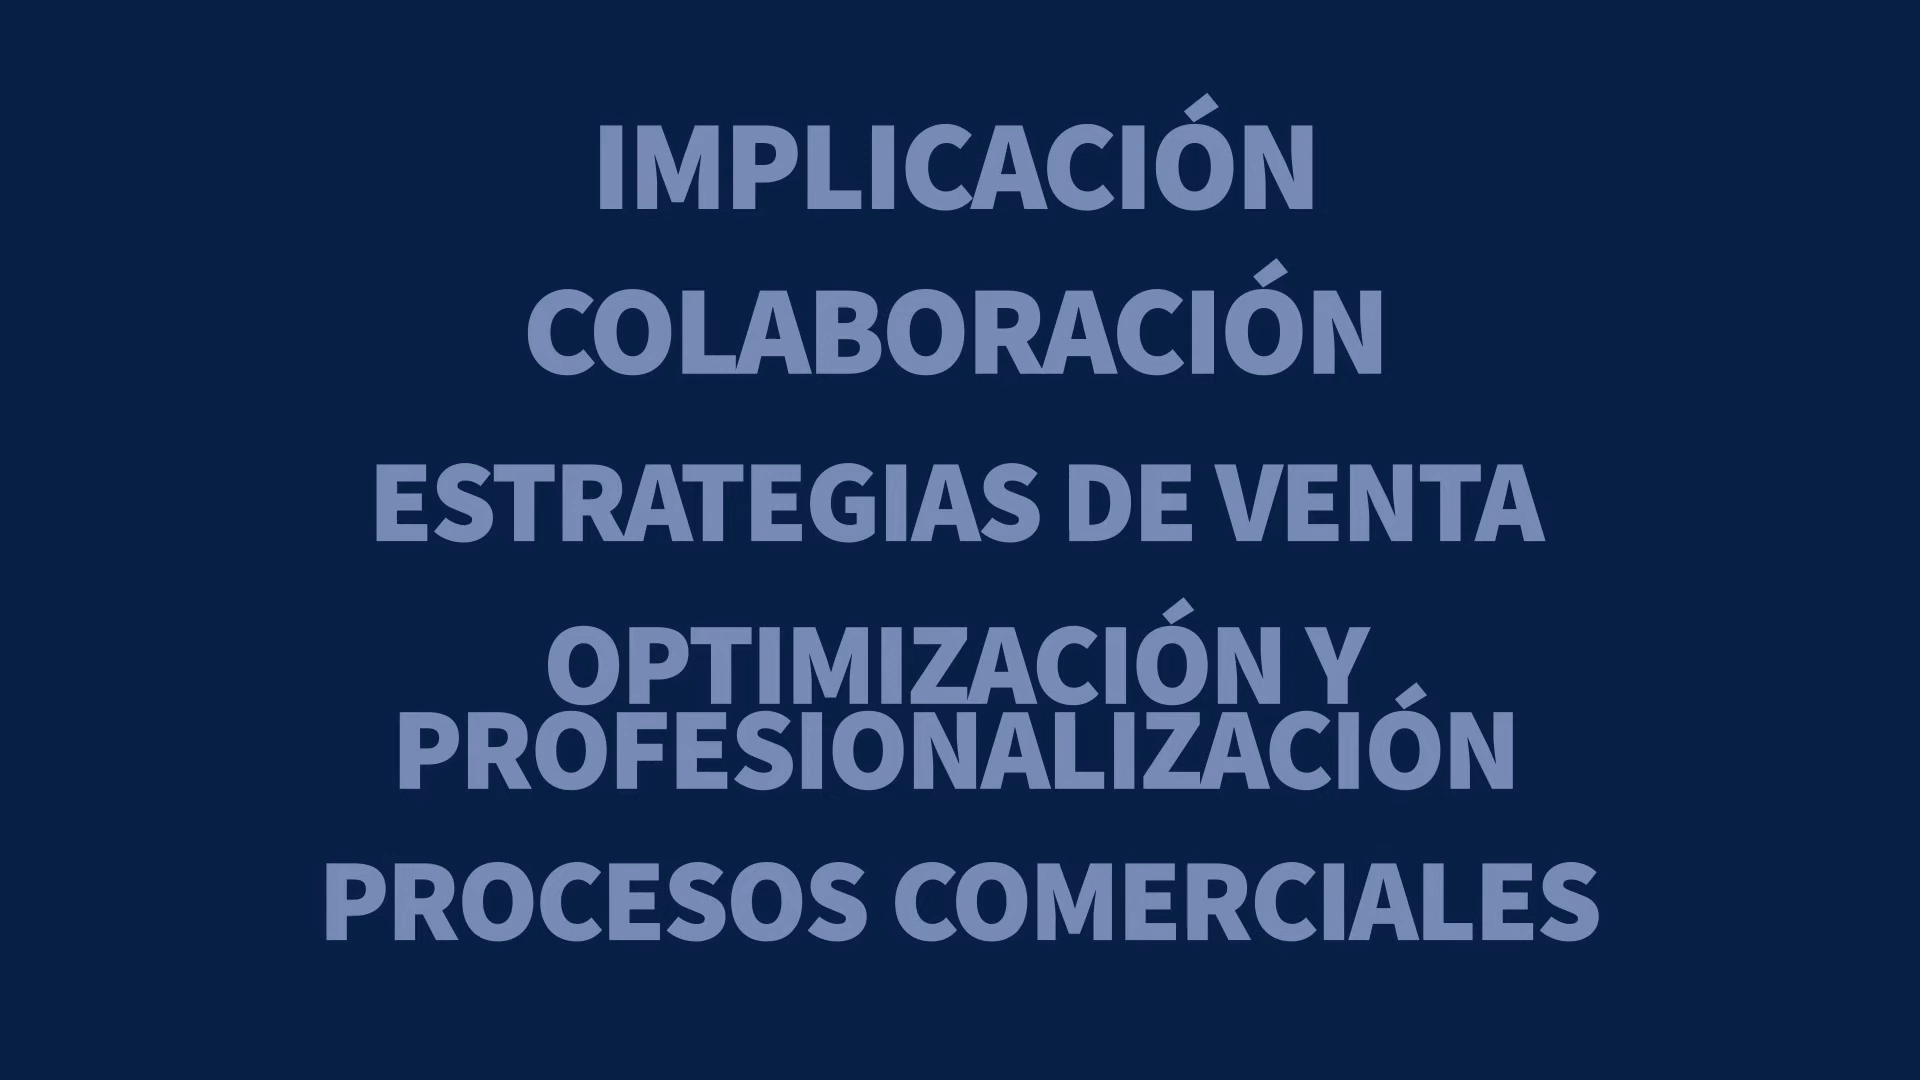 IMPLICACIÓN
COLABORACIÓN
ESTRATEGIAS DE VENTA
OPTIMIZACIÓN Y
PROFESIONALIZACIÓN
PROCESOS COMERCIALES